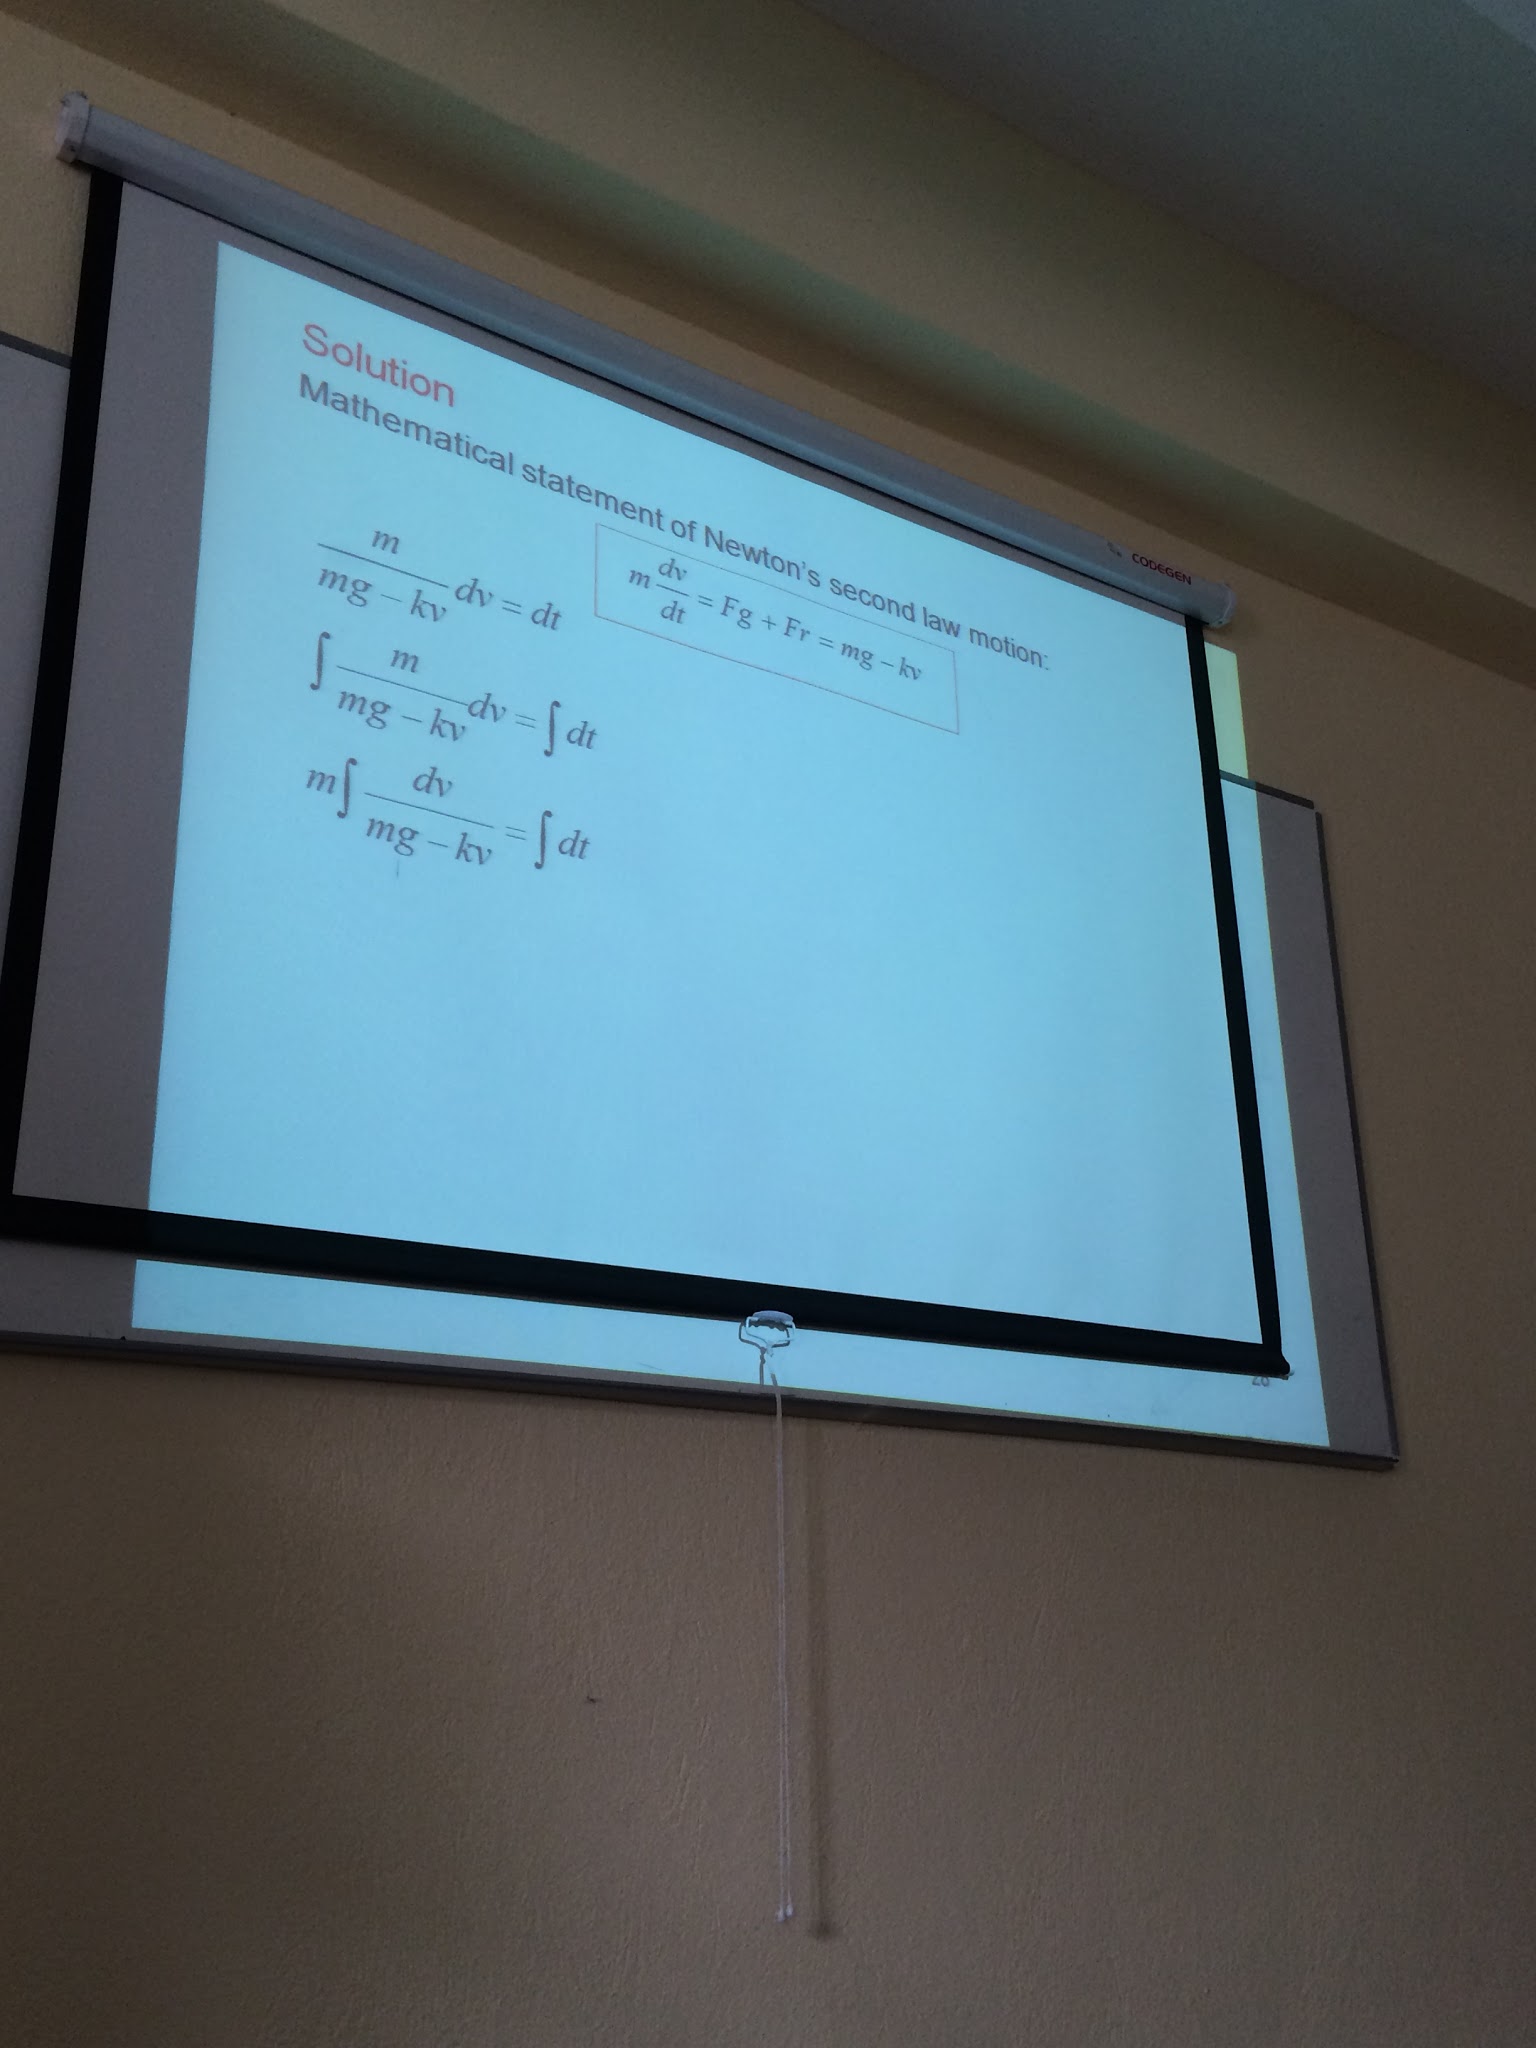 CODEGEN
Solution
Mathematical statement of Newton's second law motion:
m dv/dt = Fg + Fr = mg − kv
m/(mg − kv) dv = dt
∫ m/(mg − kv) dv = ∫ dt
m∫ dv/(mg − kv) = ∫ dt